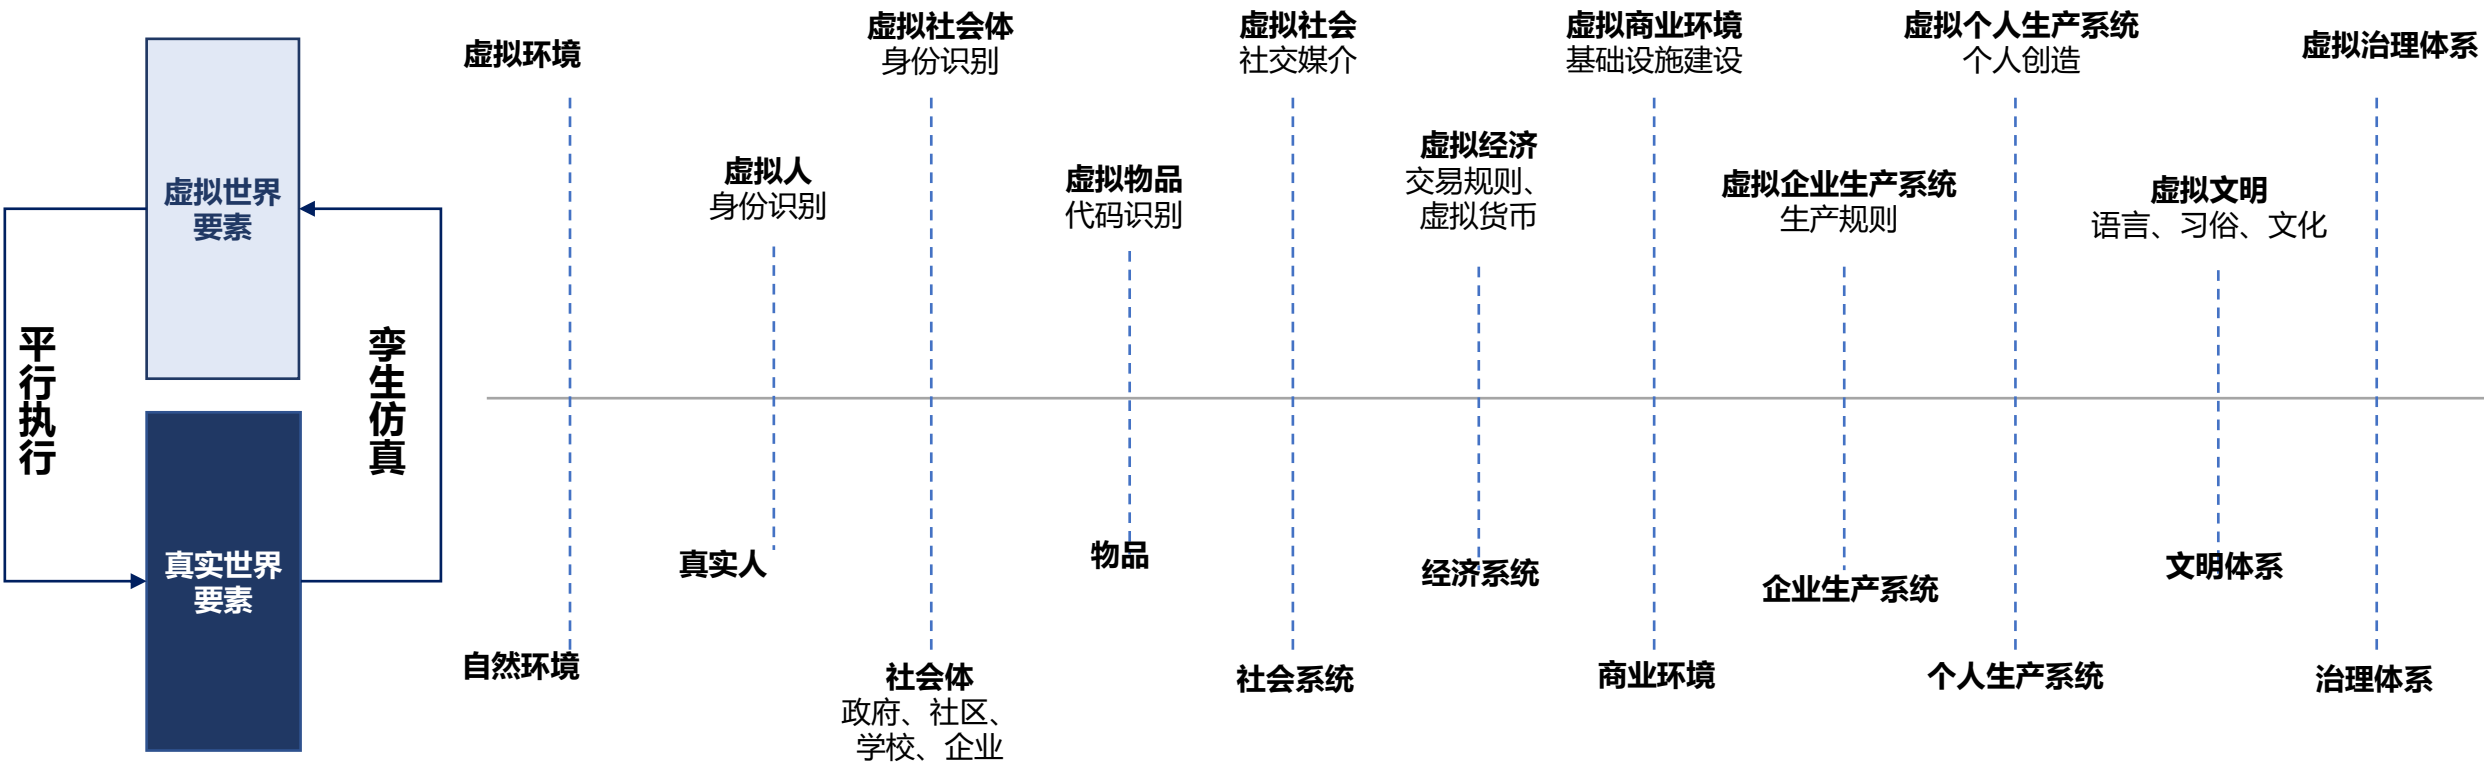 虚拟世界
要素
真实世界
要素
平行执行
孪生仿真
虚拟环境
虚拟人
身份识别
虚拟社会体
身份识别
虚拟物品
代码识别
虚拟社会
社交媒介
虚拟经济
交易规则、
虚拟货币
虚拟商业环境
基础设施建设
虚拟企业生产系统
生产规则
虚拟个人生产系统
个人创造
虚拟文明
语言、习俗、文化
虚拟治理体系
自然环境
真实人
社会体
政府、社区、
学校、企业
物品
社会系统
经济系统
商业环境
企业生产系统
个人生产系统
文明体系
治理体系